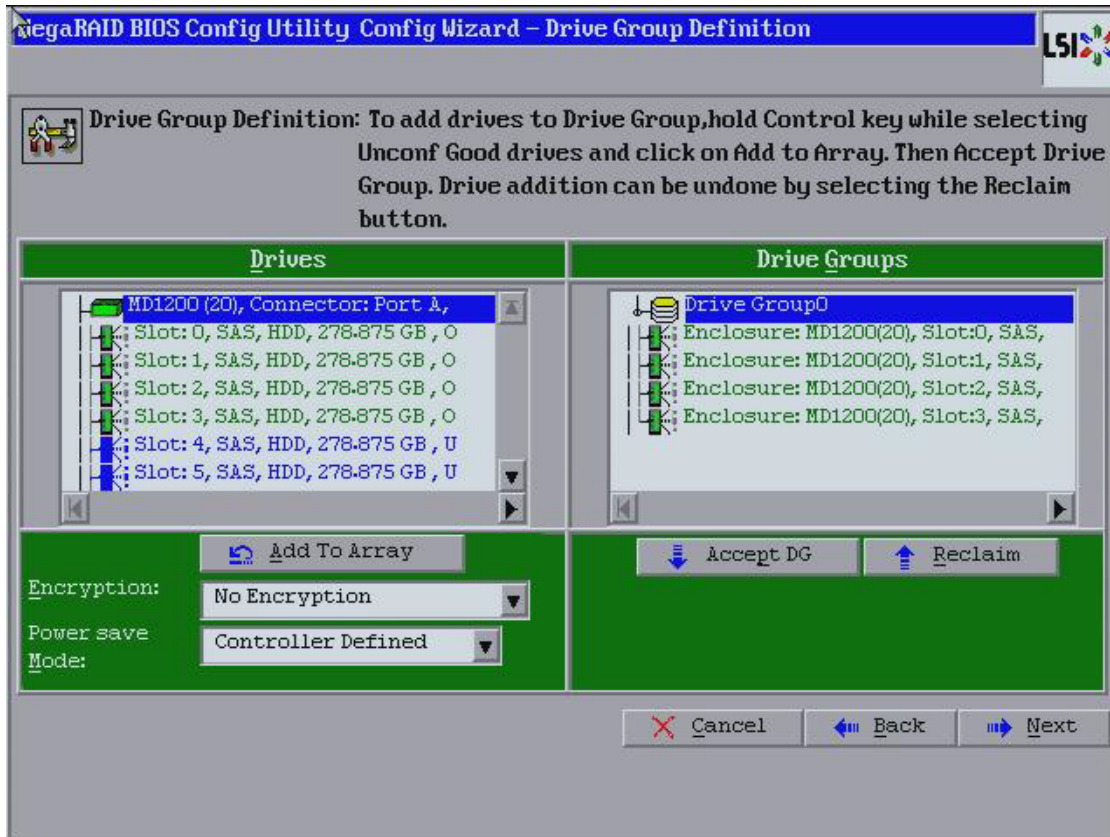 MegaRAID BIOS Config Utility Config Wizard – Drive Group Definition
LSI
Drive Group Definition: To add drives to Drive Group,hold Control key while selecting
Unconf Good drives and click on Add to Array. Then Accept Drive
Group. Drive addition can be undone by selecting the Reclaim
button.
Drives
MD1200 (20), Connector: Port A,
Slot: 0, SAS, HDD, 278.875 GB , O
Slot: 1, SAS, HDD, 278.875 GB , O
Slot: 2, SAS, HDD, 278.875 GB , O
Slot: 3, SAS, HDD, 278.875 GB , O
Slot: 4, SAS, HDD, 278.875 GB , U
Slot: 5, SAS, HDD, 278.875 GB , U
Drive Groups
Drive Group0
Enclosure: MD1200(20), Slot:0, SAS,
Enclosure: MD1200(20), Slot:1, SAS,
Enclosure: MD1200(20), Slot:2, SAS,
Enclosure: MD1200(20), Slot:3, SAS,
Add To Array
Encryption:
No Encryption
Power save
Mode:
Controller Defined
Accept DG
Reclaim
Cancel
Back
Next